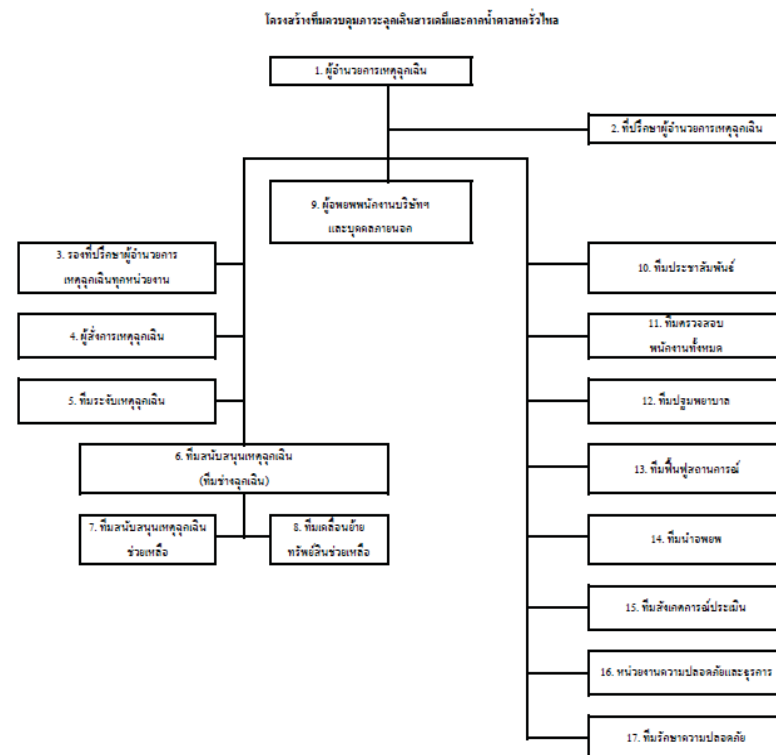 โครงสร้างทีมควบคุมภาวะฉุกเฉินสารเคมีและกากน้ำตาลหกรั่วไหล
1. ผู้อำนวยการเหตุฉุกเฉิน
2. ที่ปรึกษาผู้อำนวยการเหตุฉุกเฉิน
9. ผู้อพยพพนักงานบริษัทฯ
และบุคคลภายนอก
3. รองที่ปรึกษาผู้อำนวยการ
เหตุฉุกเฉินทุกหน่วยงาน
10. ทีมประชาสัมพันธ์
4. ผู้สั่งการเหตุฉุกเฉิน
11. ทีมตรวจสอบ
พนักงานทั้งหมด
5. ทีมระงับเหตุฉุกเฉิน
12. ทีมปฐมพยาบาล
6. ทีมสนับสนุนเหตุฉุกเฉิน
(ทีมช่างฉุกเฉิน)
13. ทีมฟื้นฟูสถานการณ์
7. ทีมสนับสนุนเหตุฉุกเฉิน
ช่วยเหลือ
8. ทีมเคลื่อนย้าย
ทรัพย์สินช่วยเหลือ
14. ทีมนำอพยพ
15. ทีมสังเกตการณ์ประเมิน
16. หน่วยงานความปลอดภัยและธุรการ
17. ทีมรักษาความปลอดภัย